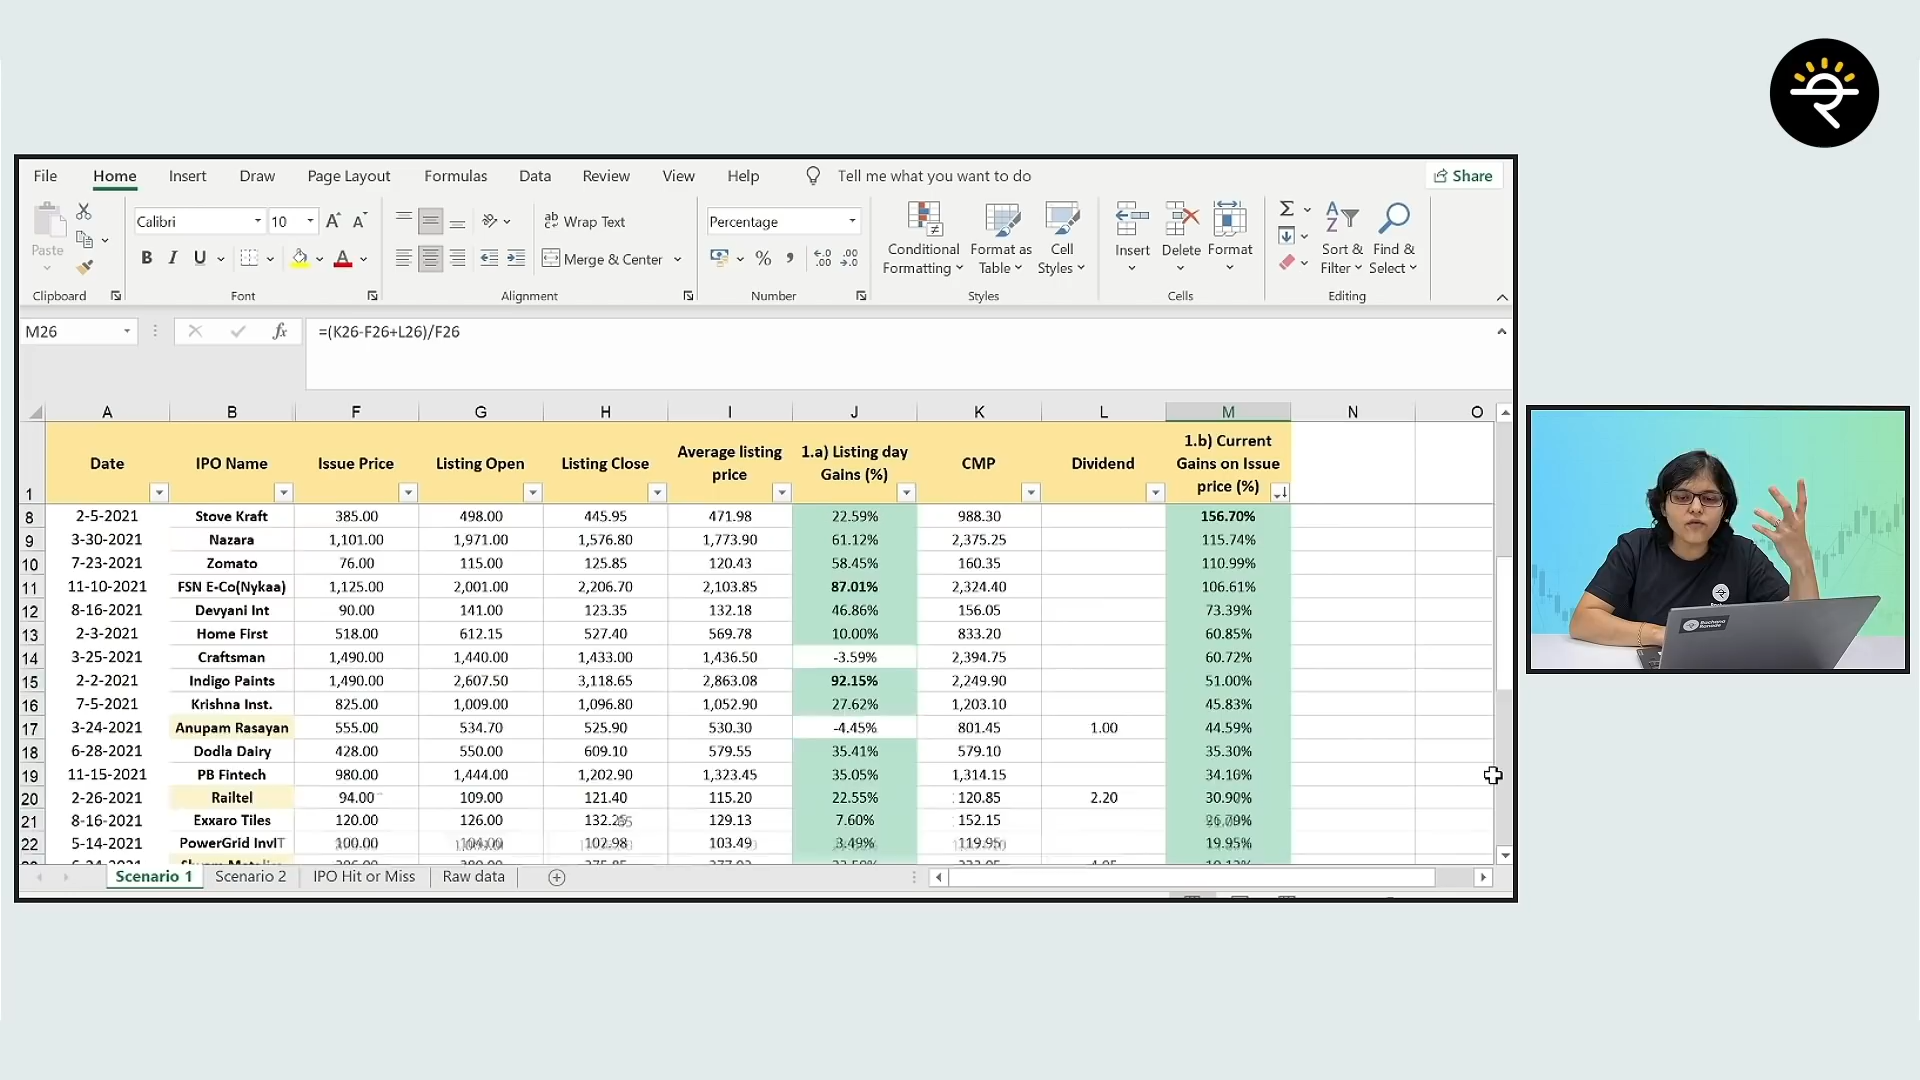 File Home Insert Draw Page Layout Formulas Data Review View Help Tell me what you want to do Share
Paste
Calibri 10
Wrap Text
Merge & Center
Percentage
Conditional Formatting
Format as Table
Cell Styles
Insert
Delete
Format
Sort & Filter
Find & Select
Clipboard Font Alignment Number Styles Cells Editing
M26 fx =(K26-F26+L26)/F26
A B F G H I J K L M N O
1 Date IPO Name Issue Price Listing Open Listing Close Average listing price 1.a) Listing day Gains (%) CMP Dividend 1.b) Current Gains on Issue price (%)
8 2-5-2021 Stove Kraft 385.00 498.00 445.95 471.98 22.59% 988.30 156.70%
9 3-30-2021 Nazara 1,101.00 1,971.00 1,576.80 1,773.90 61.12% 2,375.25 115.74%
10 7-23-2021 Zomato 76.00 115.00 125.85 120.43 58.45% 160.35 110.99%
11 11-10-2021 FSN E-Co(Nykaa) 1,125.00 2,001.00 2,206.70 2,103.85 87.01% 2,324.40 106.61%
12 8-16-2021 Devyani Int 90.00 141.00 123.35 132.18 46.86% 156.05 73.39%
13 2-3-2021 Home First 518.00 612.15 527.40 569.78 10.00% 833.20 60.85%
14 3-25-2021 Craftsman 1,490.00 1,440.00 1,433.00 1,436.50 -3.59% 2,394.75 60.72%
15 2-2-2021 Indigo Paints 1,490.00 2,607.50 3,118.65 2,863.08 92.15% 2,249.90 51.00%
16 7-5-2021 Krishna Inst. 825.00 1,009.00 1,096.80 1,052.90 27.62% 1,203.10 45.83%
17 3-24-2021 Anupam Rasayan 555.00 534.70 525.90 530.30 -4.45% 801.45 1.00 44.59%
18 6-28-2021 Dodla Dairy 428.00 550.00 609.10 579.55 35.41% 579.10 35.30%
19 11-15-2021 PB Fintech 980.00 1,444.00 1,202.90 1,323.45 35.05% 1,314.15 34.10%
20 2-26-2021 Railtel 94.00 109.00 121.40 115.20 22.55% 120.85 2.20 30.90%
21 8-16-2021 Exxaro Tiles 120.00 126.00 129.13 7.60% 152.15
22 5-14-2021 PowerGrid InvIT 100.00 102.98 103.49 3.49% 119.95 19.95%
Scenario 1 Scenario 2 IPO Hit or Miss Raw data
Rachana Ranade